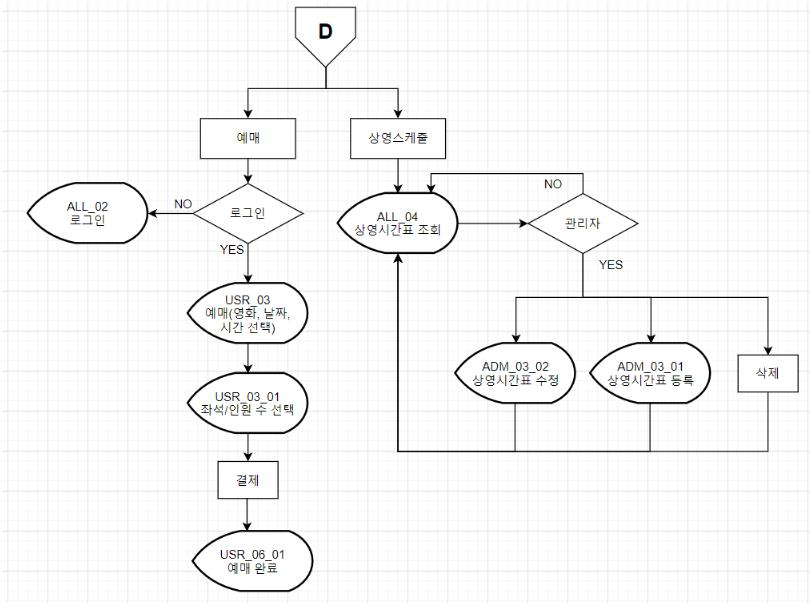 D
예매
상영스케줄
ALL_02
로그인
NO
로그인
YES
ALL_04
상영시간표 조회
NO
관리자
YES
USR_03
예매(영화, 날짜,
시간 선택)
USR_03_01
좌석/인원 수 선택
ADM_03_02
상영시간표 수정
ADM_03_01
상영시간표 등록
삭제
결제
USR_06_01
예매 완료